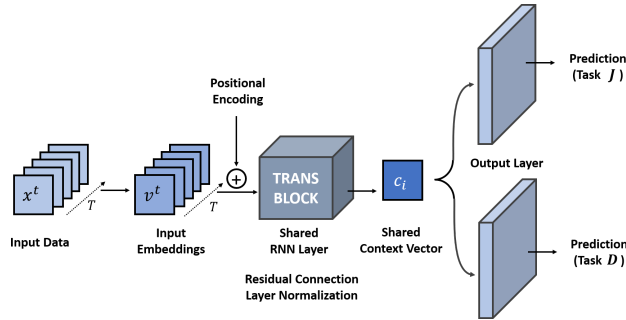 Positional
Encoding
x^t
T
Input Data
v^t
T
Input
Embeddings
+
TRANS
BLOCK
Shared
RNN Layer
Residual Connection
Layer Normalization
c_i
Shared
Context Vector
Output Layer
Prediction
(Task J)
Prediction
(Task D)